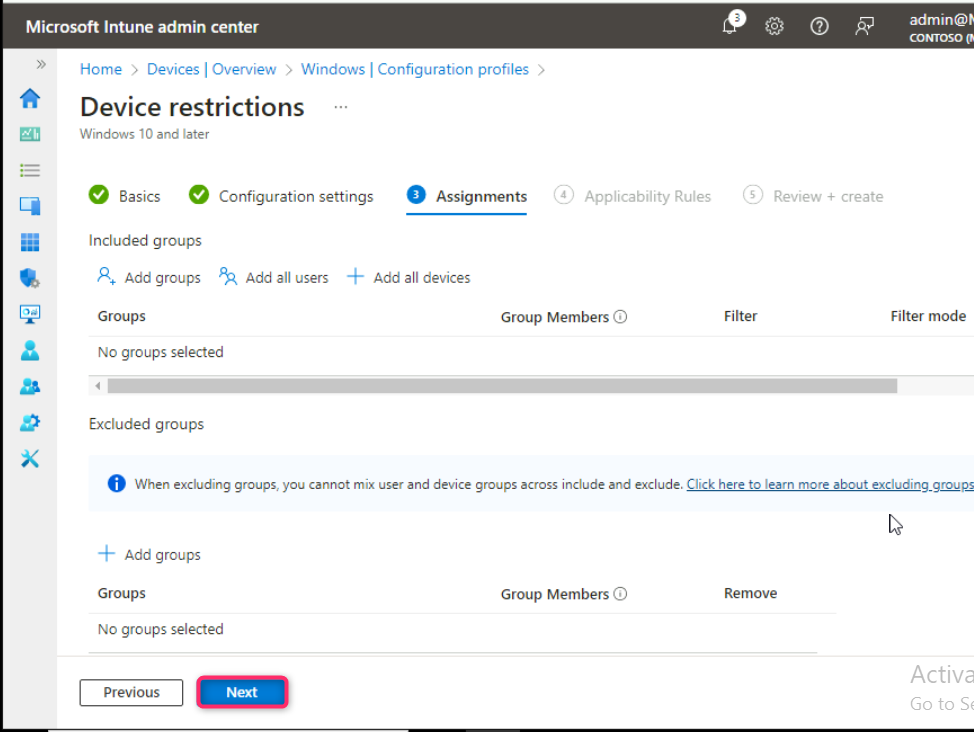 Microsoft Intune admin center
3
admin@M
CONTOSO (M
Home > Devices | Overview > Windows | Configuration profiles >
Device restrictions ...
Windows 10 and later
Basics Configuration settings 3 Assignments 4 Applicability Rules 5 Review + create
Included groups
Add groups Add all users Add all devices
Groups Group Members Filter Filter mode
No groups selected
Excluded groups
When excluding groups, you cannot mix user and device groups across include and exclude. Click here to learn more about excluding groups
Add groups
Groups Group Members Remove
No groups selected
Previous Next
Activa
Go to Se